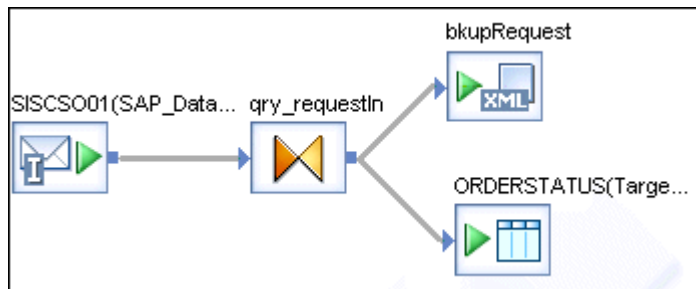 bkupRequest
XML
SISCSO01(SAP_Data...
qry_requestIn
I
ORDERSTATUS(Targe...